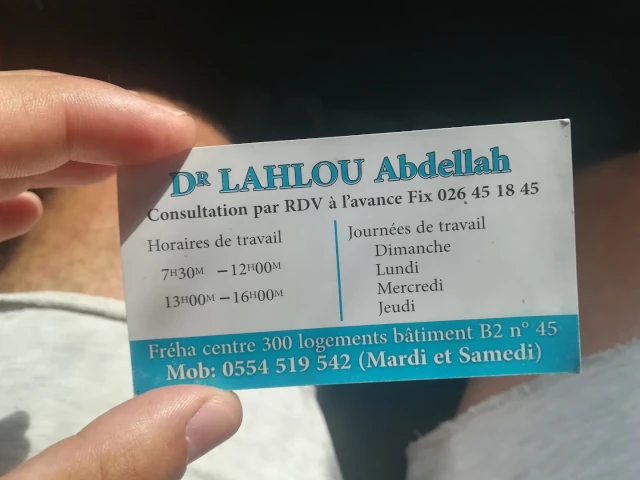 Dr LAHLOU Abdellah
Consultation par RDV à l'avance Fix 026 45 18 45
Horaires de travail
7H30M – 12H00M
13H00M – 16H00M
Journées de travail
Dimanche
Lundi
Mercredi
Jeudi
Fréha centre 300 logements bâtiment B2 n° 45
Mob: 0554 519 542 (Mardi et Samedi)